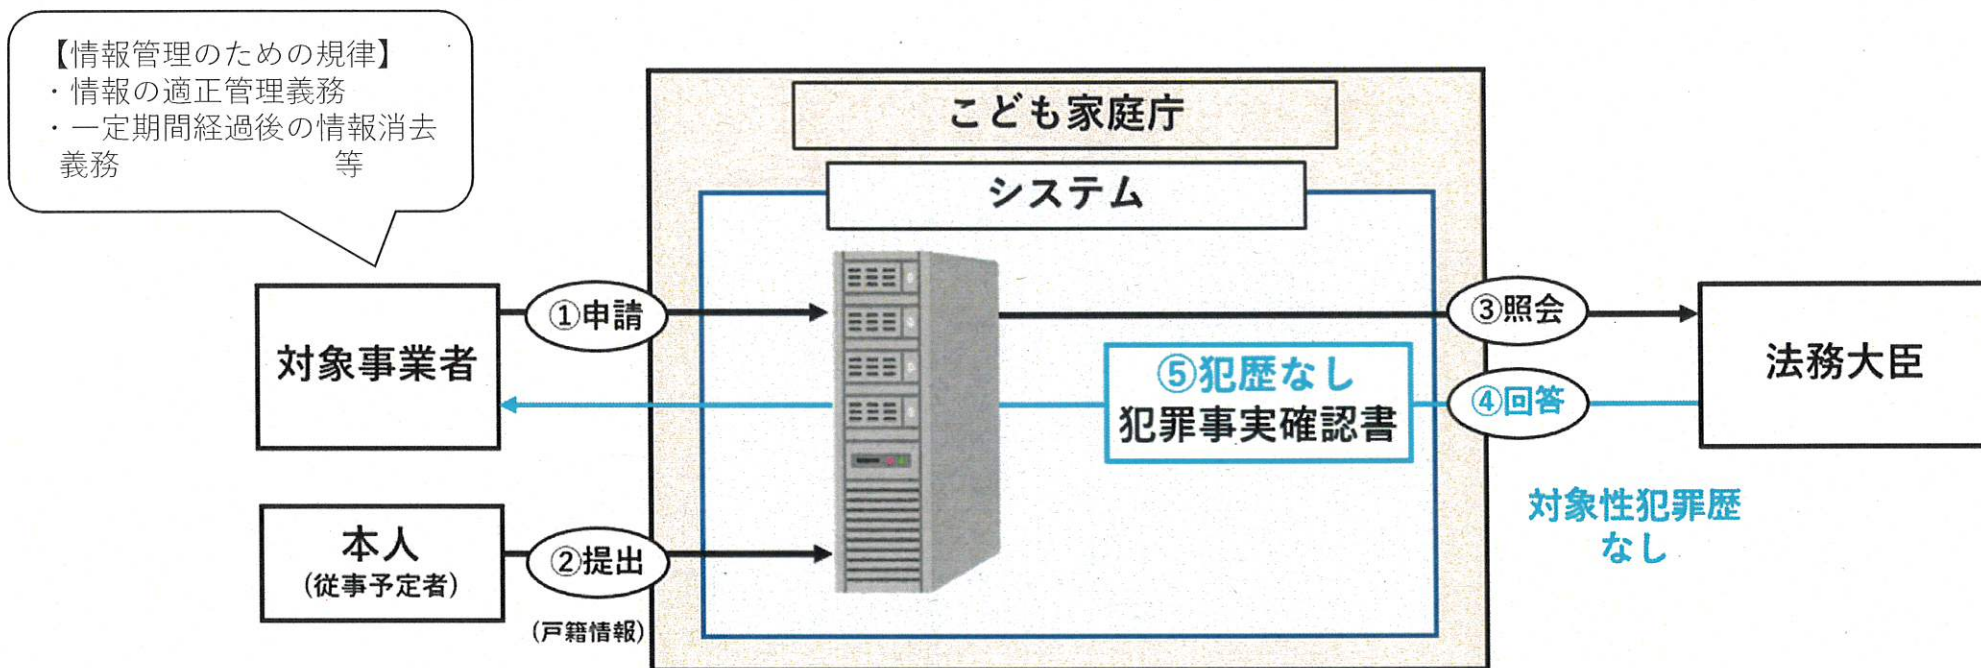 【情報管理のための規律】
・情報の適正管理義務
・一定期間経過後の情報消去
義務 等
こども家庭庁
システム
対象事業者
①申請
③照会
法務大臣
⑤犯歴なし
犯罪事実確認書
④回答
対象性犯罪歴
なし
本人
(従事予定者)
②提出
(戸籍情報)